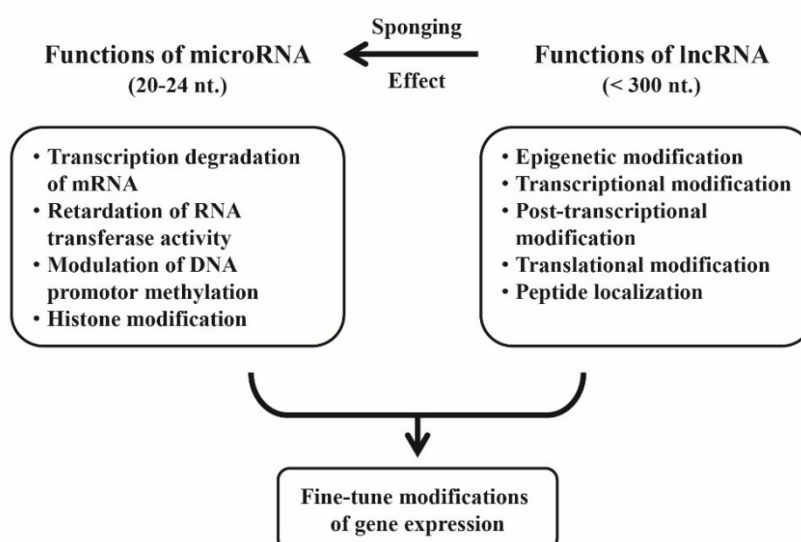 Sponging
Effect
Functions of microRNA
(20-24 nt.)
Functions of lncRNA
(< 300 nt.)
• Transcription degradation
of mRNA
• Retardation of RNA
transferase activity
• Modulation of DNA
promotor methylation
• Histone modification
• Epigenetic modification
• Transcriptional modification
• Post-transcriptional
modification
• Translational modification
• Peptide localization
Fine-tune modifications
of gene expression